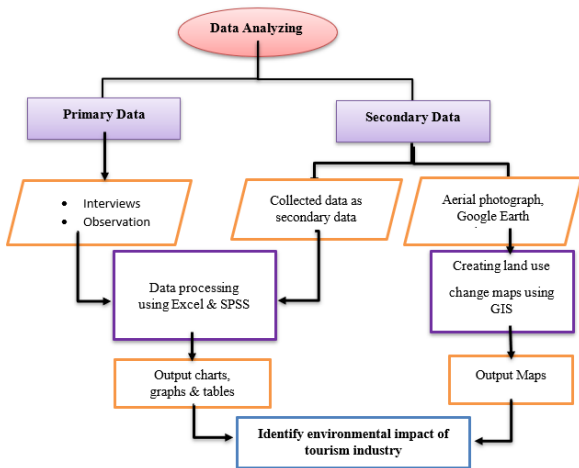 Data Analyzing
Primary Data
Secondary Data
• Interviews
• Observation
Collected data as
secondary data
Aerial photograph,
Google Earth
Data processing
using Excel & SPSS
Creating land use
change maps using
GIS
Output charts,
graphs & tables
Output Maps
Identify environmental impact of
tourism industry